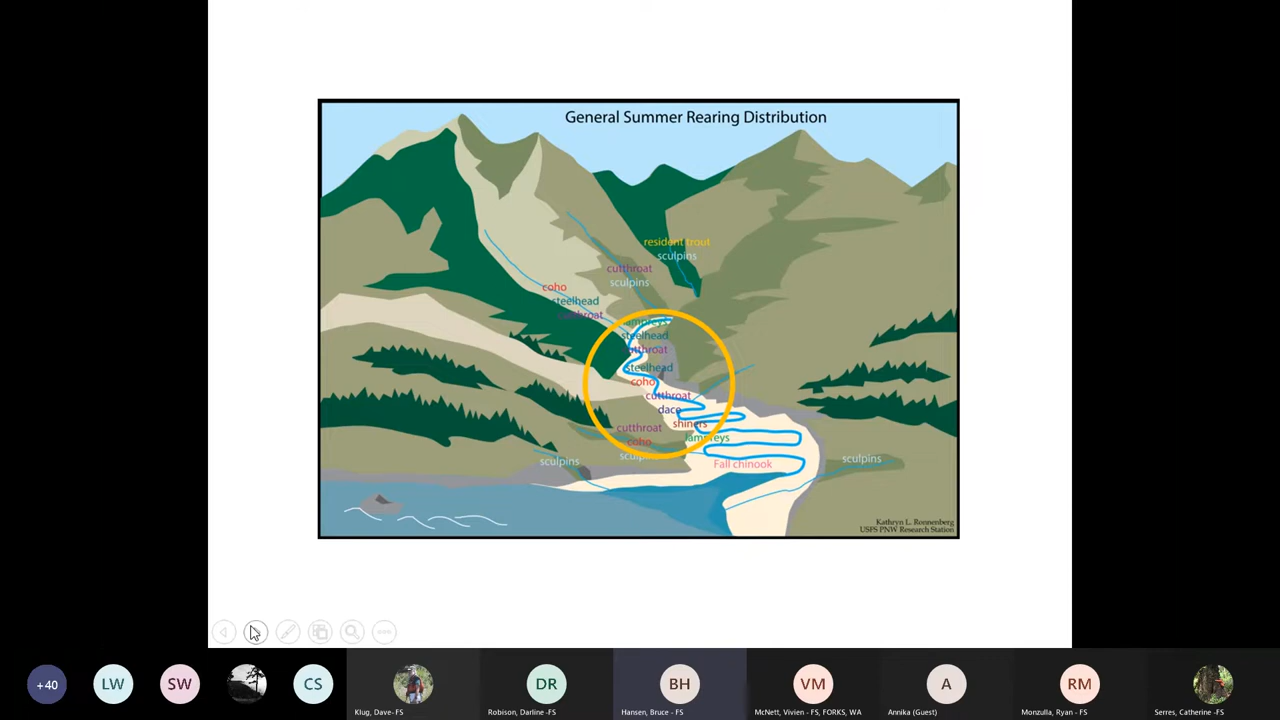 General Summer Rearing Distribution
resident trout
sculpins
cutthroat
sculpins
coho
steelhead
cutthroat
lampreys
steelhead
cutthroat
steelhead
coho
cutthroat
dace
shiners
cutthroat
coho
lampreys
sculpins
sculpins
Fall chinook
sculpins
Kathryn L. Ronnenberg
USFS PNW Research Station
+40
LW
SW
CS
DR
BH
VM
A
RM
Klug, Dave- FS
Robison, Darline -FS
Hansen, Bruce - FS
McNett, Vivien - FS, FORKS, WA
Annika (Guest)
Monzulla, Ryan - FS
Serres, Catherine -FS